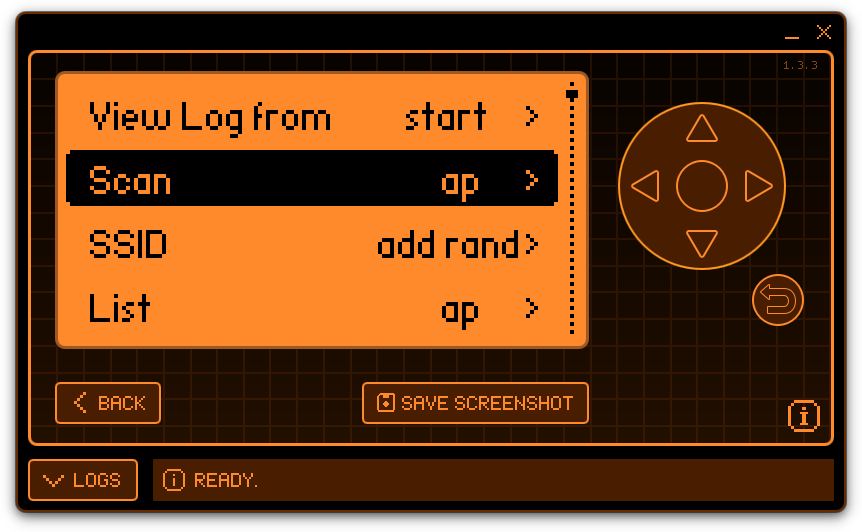 1.3.3
View Log from start >
Scan ap >
SSID add rand>
List ap >
BACK
SAVE SCREENSHOT
LOGS
READY.